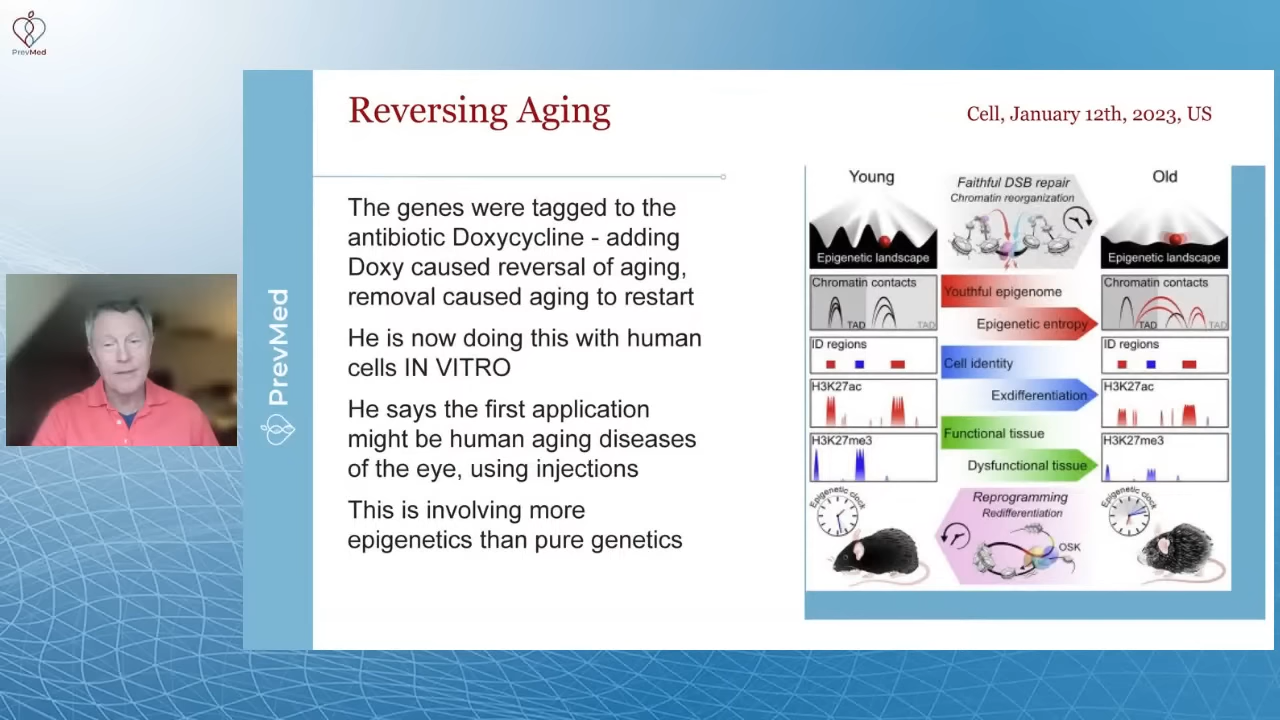 PrevMed
PrevMed
Reversing Aging
Cell, January 12th, 2023, US
The genes were tagged to the
antibiotic Doxycycline - adding
Doxy caused reversal of aging,
removal caused aging to restart
He is now doing this with human
cells IN VITRO
He says the first application
might be human aging diseases
of the eye, using injections
This is involving more
epigenetics than pure genetics
Young
Faithful DSB repair
Chromatin reorganization
Old
Epigenetic landscape
Epigenetic landscape
Chromatin contacts
TAD
TAD
Youthful epigenome
Epigenetic entropy
Chromatin contacts
TAD
TAD
ID regions
Cell identity
ID regions
H3K27ac
Exdifferentiation
H3K27ac
H3K27me3
Functional tissue
Dysfunctional tissue
H3K27me3
Epigenetic clock
Reprogramming
Redifferentiation
OSK
Epigenetic clock